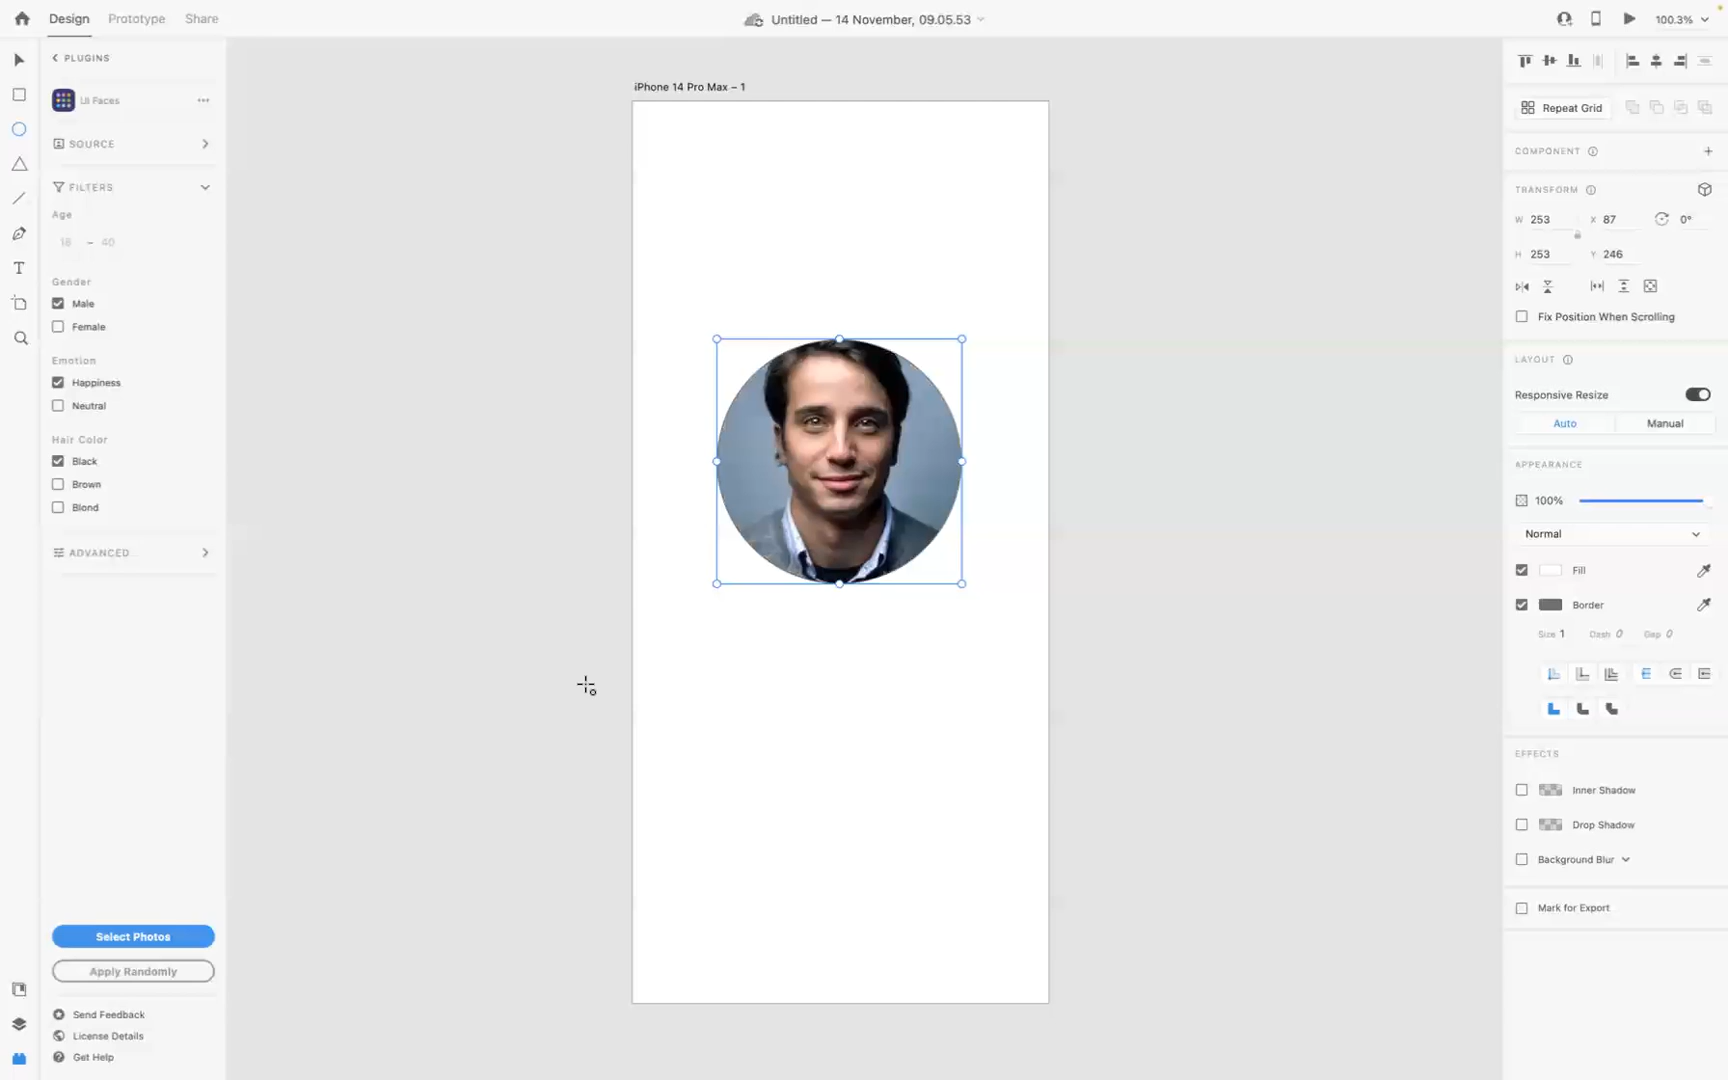 Design Prototype Share
Untitled — 14 November, 09.05.53
100.3%
PLUGINS
UI Faces
SOURCE
FILTERS
Age
18 – 40
Gender
Male
Female
Emotion
Happiness
Neutral
Hair Color
Black
Brown
Blond
ADVANCED
Select Photos
Apply Randomly
Send Feedback
License Details
Get Help
iPhone 14 Pro Max – 1
Repeat Grid
COMPONENT
TRANSFORM
W 253 X 87 0°
H 253 Y 246
Fix Position When Scrolling
LAYOUT
Responsive Resize
Auto Manual
APPEARANCE
100%
Normal
Fill
Border
Size 1 Dash 0 Gap 0
EFFECTS
Inner Shadow
Drop Shadow
Background Blur
Mark for Export